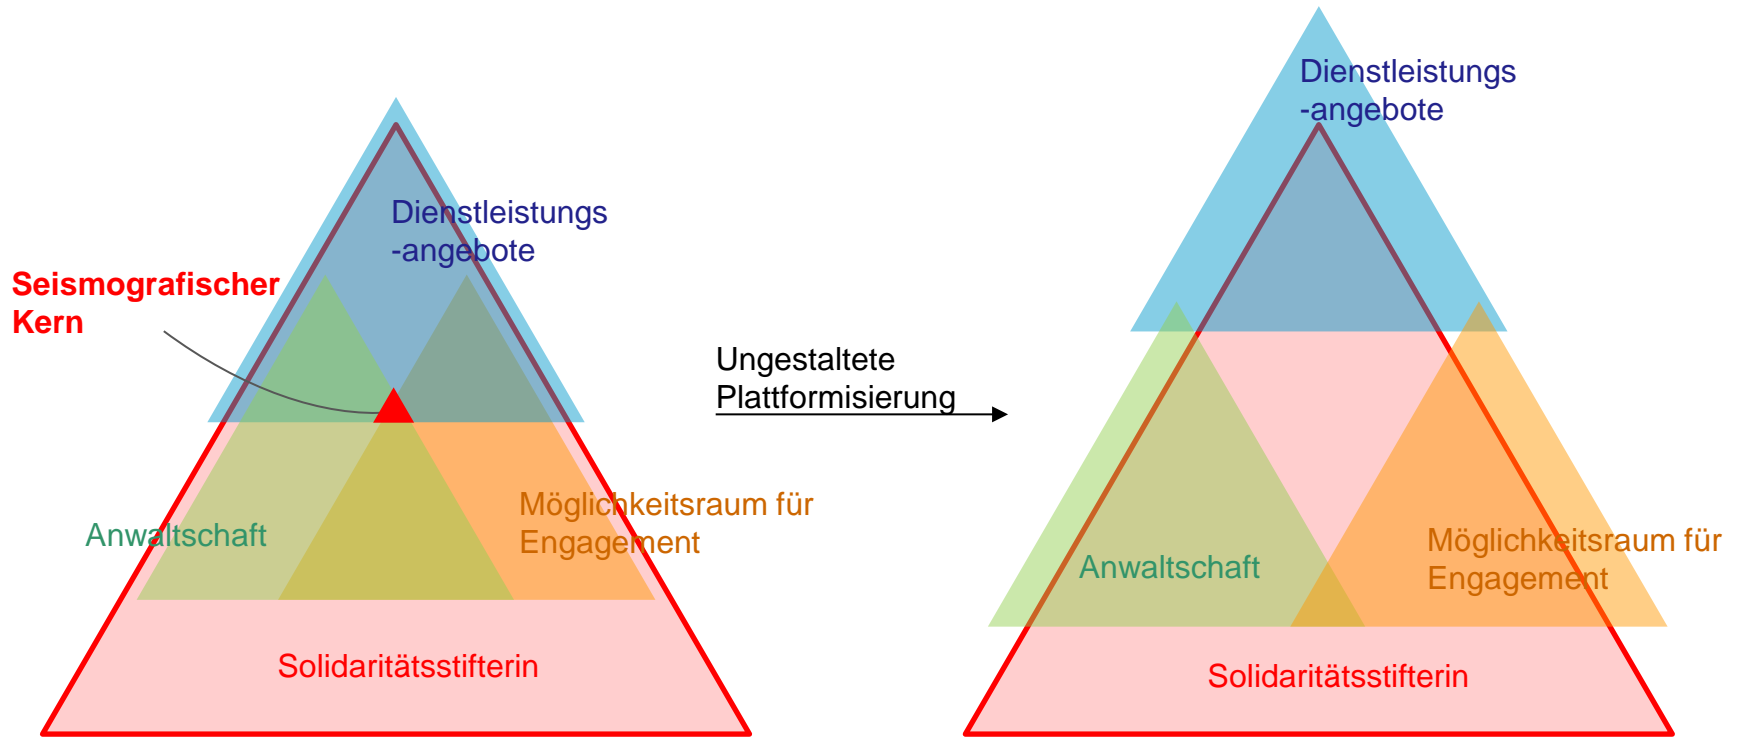 Dienstleistungs
-angebote
Seismografischer
Kern
Anwaltschaft
Möglichkeitsraum für
Engagement
Solidaritätsstifterin
Ungestaltete
Plattformisierung
Dienstleistungs
-angebote
Anwaltschaft
Möglichkeitsraum für
Engagement
Solidaritätsstifterin